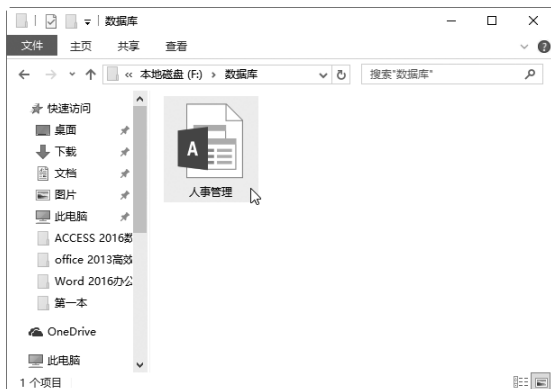 数据库
文件 主页 共享 查看
« 本地磁盘 (F:) › 数据库
搜索"数据库"
快速访问
桌面
下载
文档
图片
此电脑
ACCESS 2016数
office 2013高效
Word 2016办公
第一本
OneDrive
此电脑
A
人事管理
1 个项目